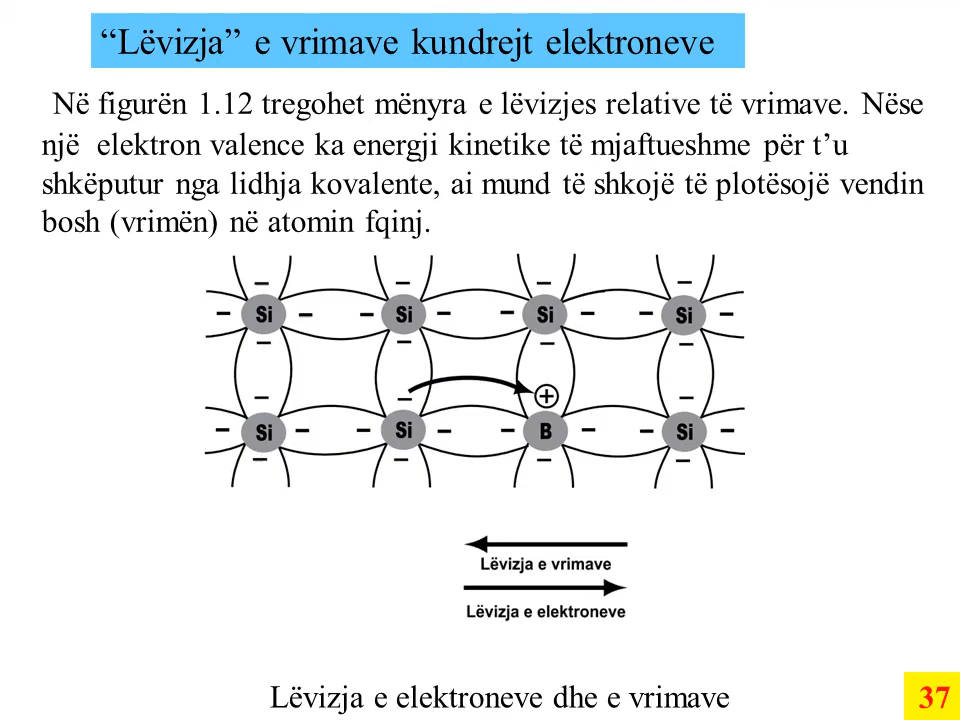 “Lëvizja” e vrimave kundrejt elektroneve
Në figurën 1.12 tregohet mënyra e lëvizjes relative të vrimave. Nëse
një elektron valence ka energji kinetike të mjaftueshme për t’u
shkëputur nga lidhja kovalente, ai mund të shkojë të plotësojë vendin
bosh (vrimën) në atomin fqinj.
Si Si Si Si
Si Si B Si
Lëvizja e vrimave
Lëvizja e elektroneve
Lëvizja e elektroneve dhe e vrimave
37